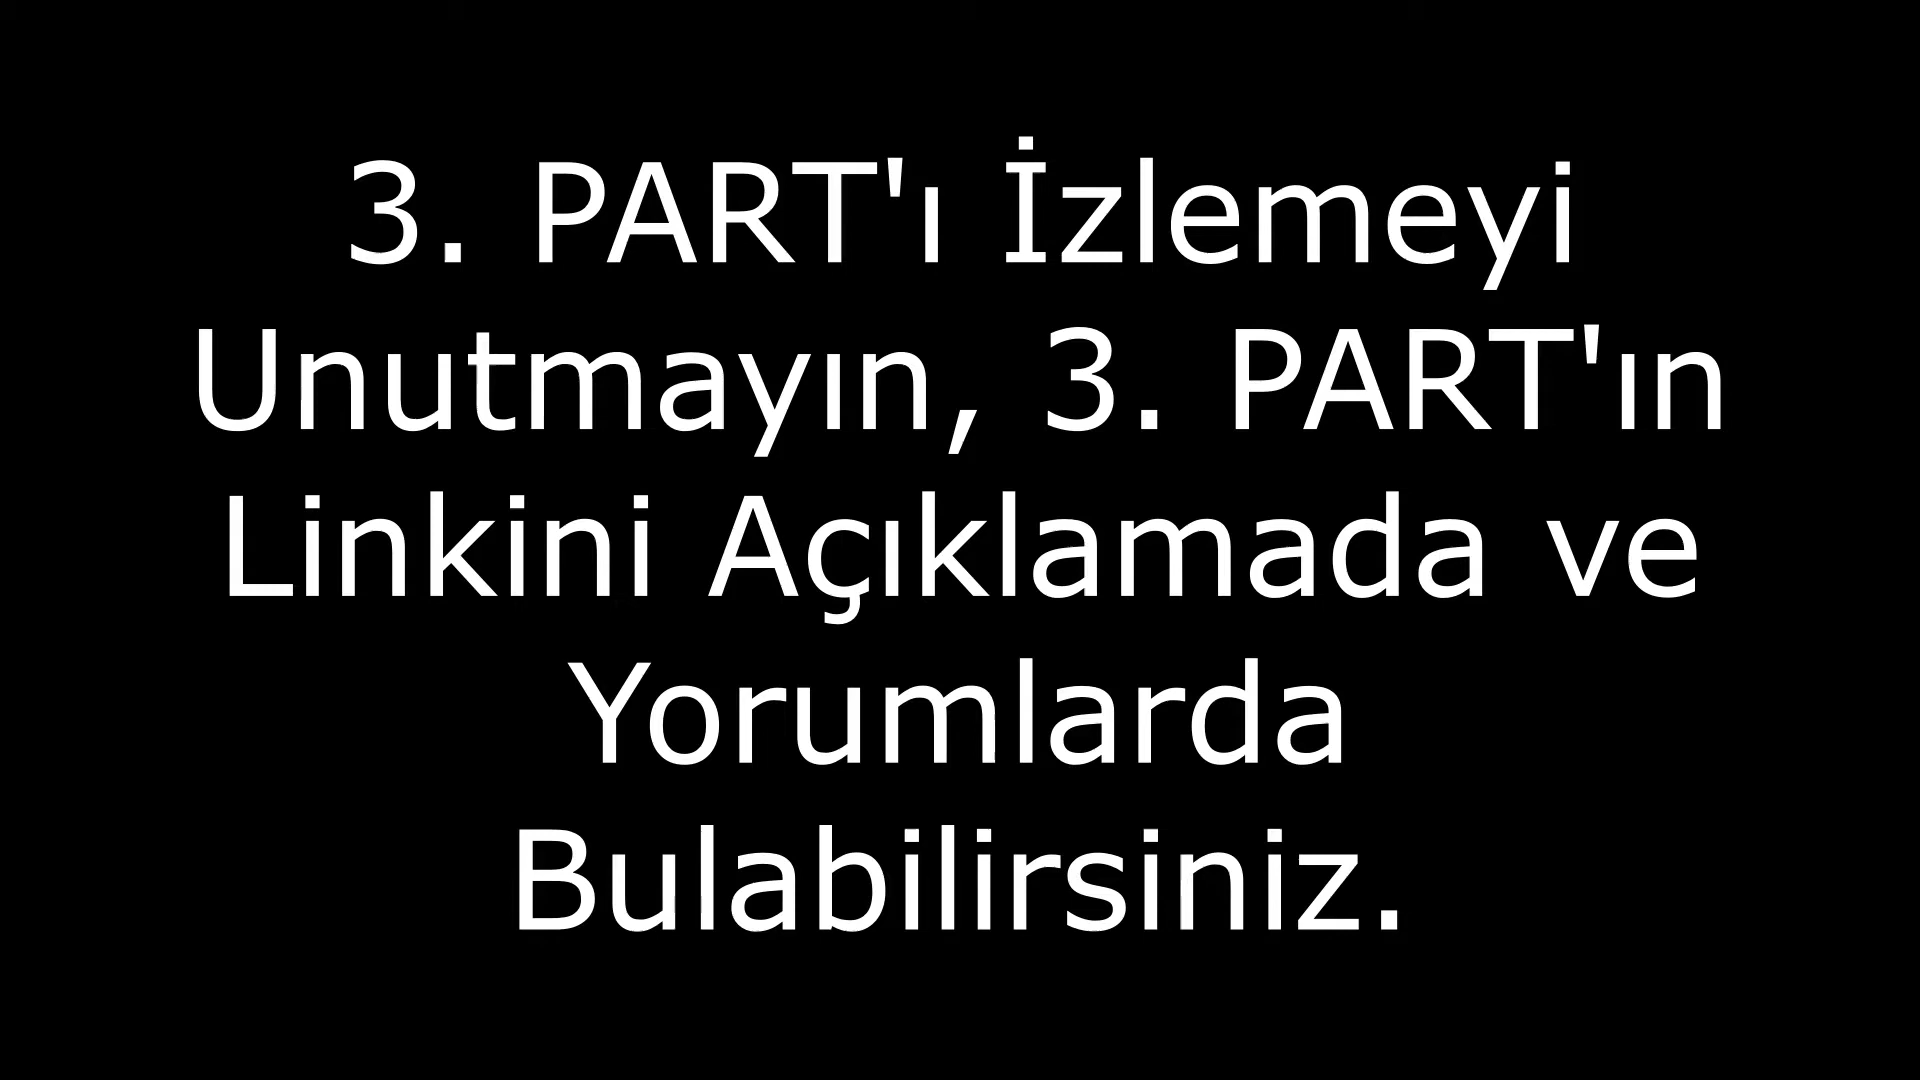 3. PART'ı İzlemeyi
Unutmayın, 3. PART'ın
Linkini Açıklamada ve
Yorumlarda
Bulabilirsiniz.